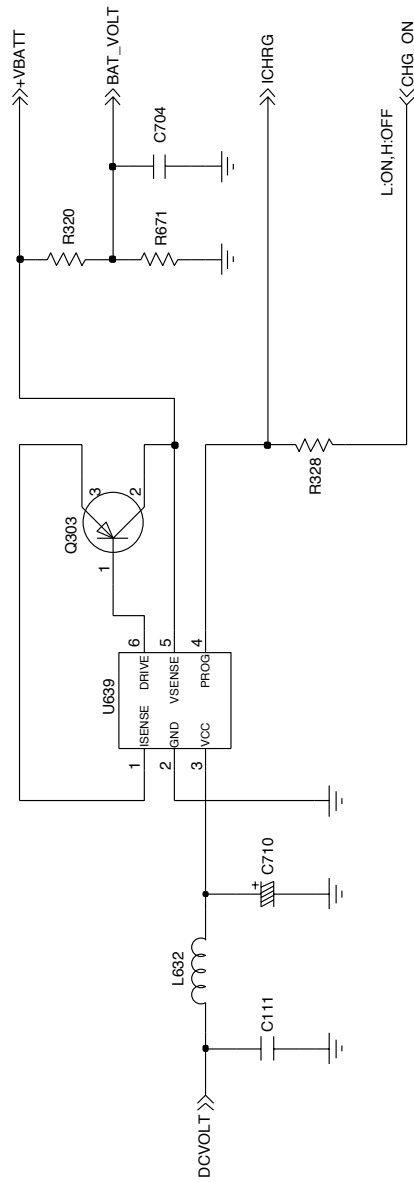 +VBATT
BAT_VOLT
ICHRG
CHG_ON
L:ON,H:OFF
R320
R671
C704
R328
Q303
3
2
1
U639
1
ISENSE
DRIVE
6
2
GND
VSENSE
5
3
VCC
PROG
4
L632
+
C710
C111
DCVOLT